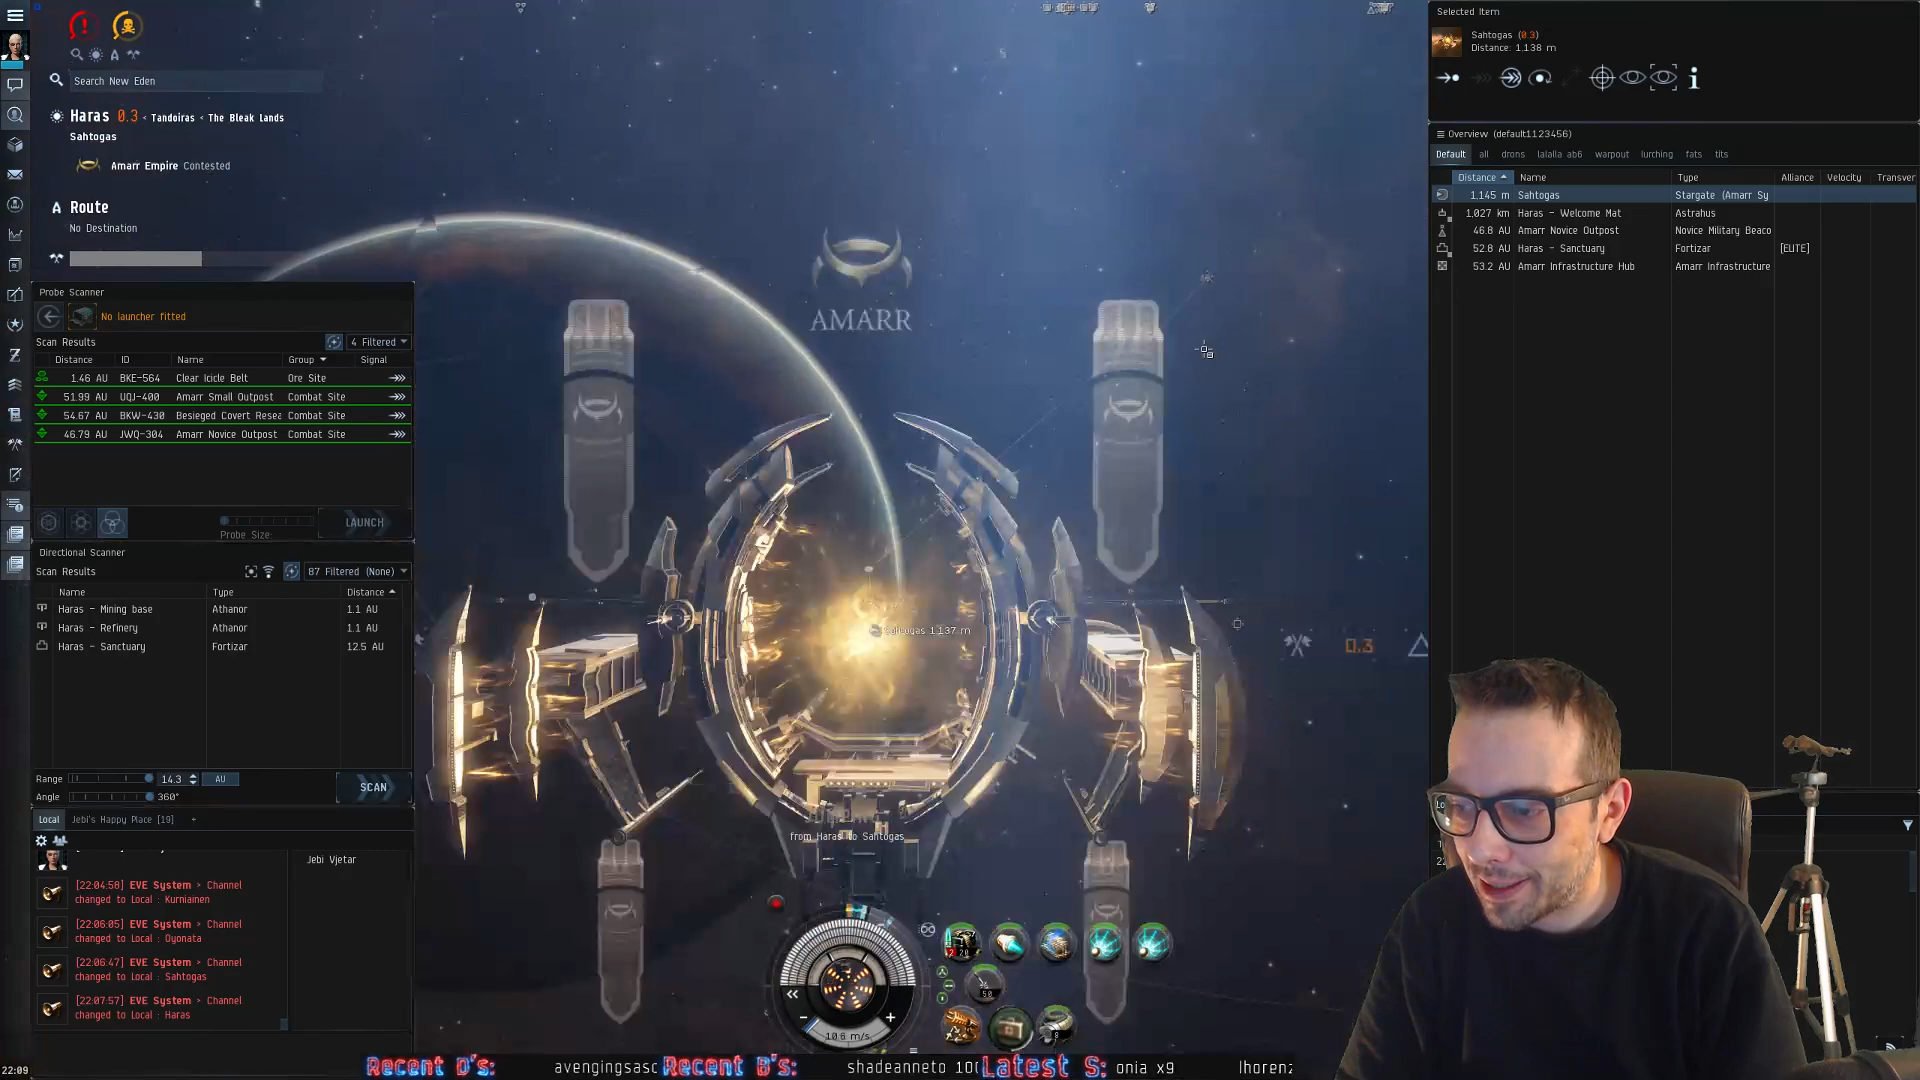 Search New Eden
Haras 0.3 < Tandoiras < The Bleak Lands
Sahtogas
Amarr Empire Contested
Route
No Destination
Probe Scanner
No launcher fitted
Scan Results
4 Filtered
Distance ID Name Group Signal
1.46 AU BKE-564 Clear Icicle Belt Ore Site
51.99 AU UQJ-400 Amarr Small Outpost Combat Site
54.67 AU BKW-430 Besieged Covert Resea Combat Site
46.79 AU JWQ-304 Amarr Novice Outpost Combat Site
Probe Size:
LAUNCH
Directional Scanner
Scan Results
87 Filtered (None)
Name Type Distance
Haras - Mining base Athanor 1.1 AU
Haras - Refinery Athanor 1.1 AU
Haras - Sanctuary Fortizar 12.5 AU
Range 14.3 AU
Angle 360°
SCAN
Local Jebi's Happy Place [19] +
Jebi Vjetar
[22:04:58] EVE System > Channel
changed to Local : Kurniainen
[22:06:05] EVE System > Channel
changed to Local : Oyonata
[22:06:47] EVE System > Channel
changed to Local : Sahtogas
[22:07:57] EVE System > Channel
changed to Local : Haras
22:09
AMARR
Sahtogas 1,137 m
0.3
from Haras to Sahtogas
10.6 m/s
Selected Item
Sahtogas (0.3)
Distance: 1,138 m
Overview (default1123456)
Default all drons lalalla ab6 warpout lurching fats tits
Distance Name Type Alliance Velocity Transver
1,145 m Sahtogas Stargate (Amarr Sy
1,027 km Haras - Welcome Mat Astrahus
46.8 AU Amarr Novice Outpost Novice Military Beaco
52.8 AU Haras - Sanctuary Fortizar [EUTE]
53.2 AU Amarr Infrastructure Hub Amarr Infrastructure
Recent D's: avengingsasc Recent B's: shadeanneto 10 Latest S: onia x9 lhorenz